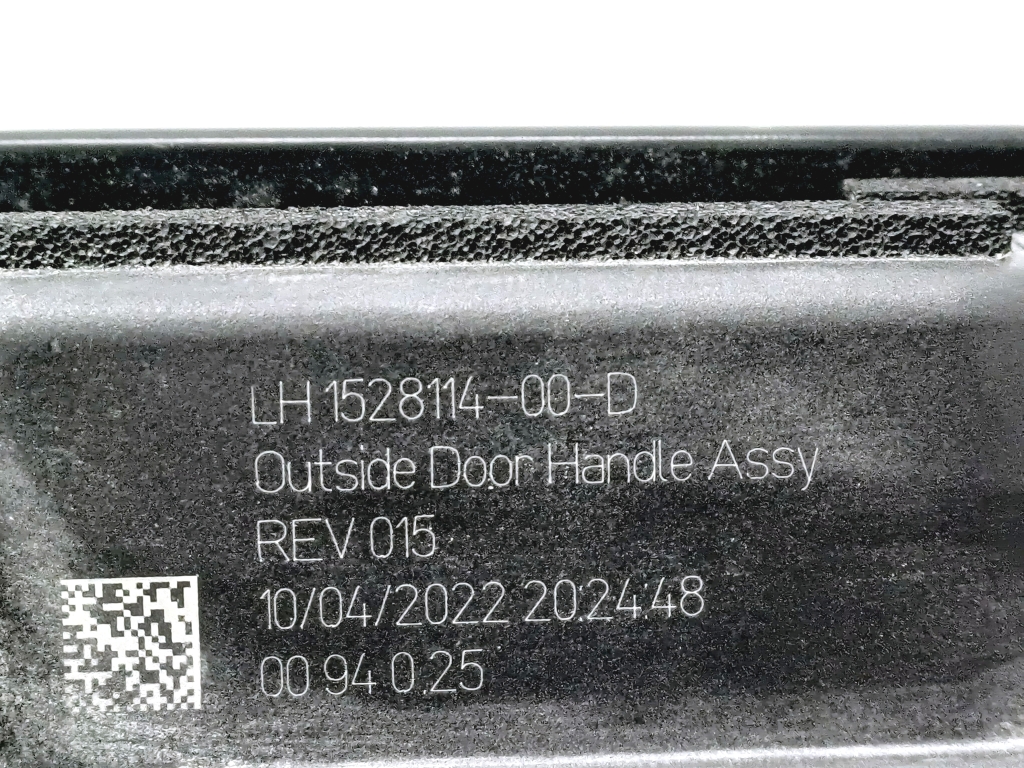 LH 1528114-00-D
Outside Door Handle Assy
REV 015
10/04/2022 20:24:48
00 94 0.25